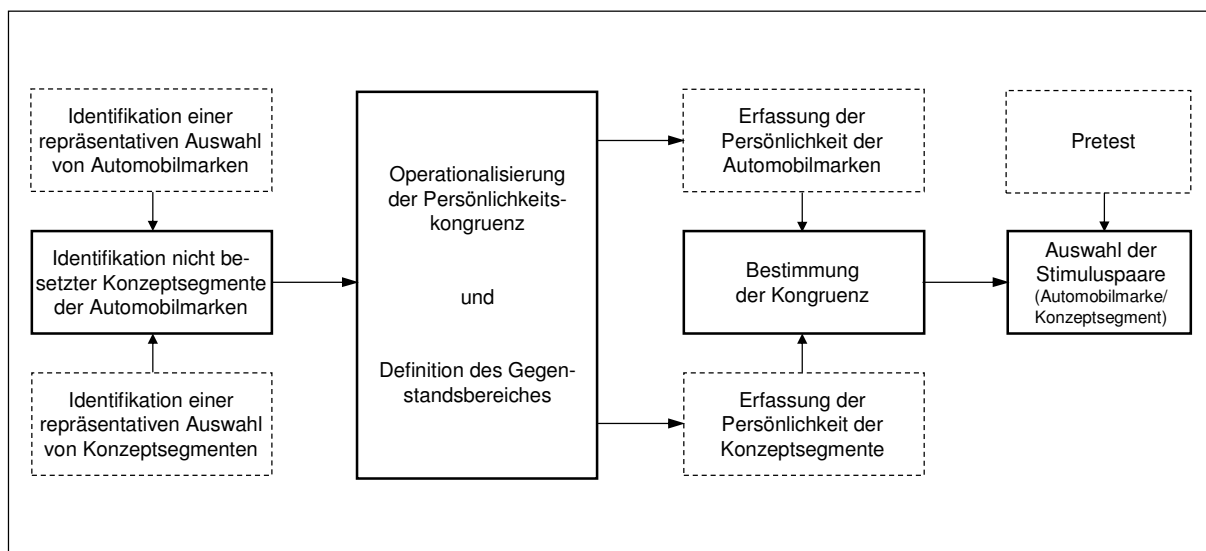 Identifikation einer
repräsentativen Auswahl
von Automobilmarken
Identifikation nicht be-
setzter Konzeptsegmente
der Automobilmarken
Identifikation einer
repräsentativen Auswahl
von Konzeptsegmenten
Operationalisierung
der Persönlichkeits-
kongruenz
und
Definition des Gegen-
standsbereiches
Erfassung der
Persönlichkeit der
Automobilmarken
Bestimmung
der Kongruenz
Erfassung der
Persönlichkeit der
Konzeptsegmente
Pretest
Auswahl der
Stimuluspaare
(Automobilmarke/
Konzeptsegment)